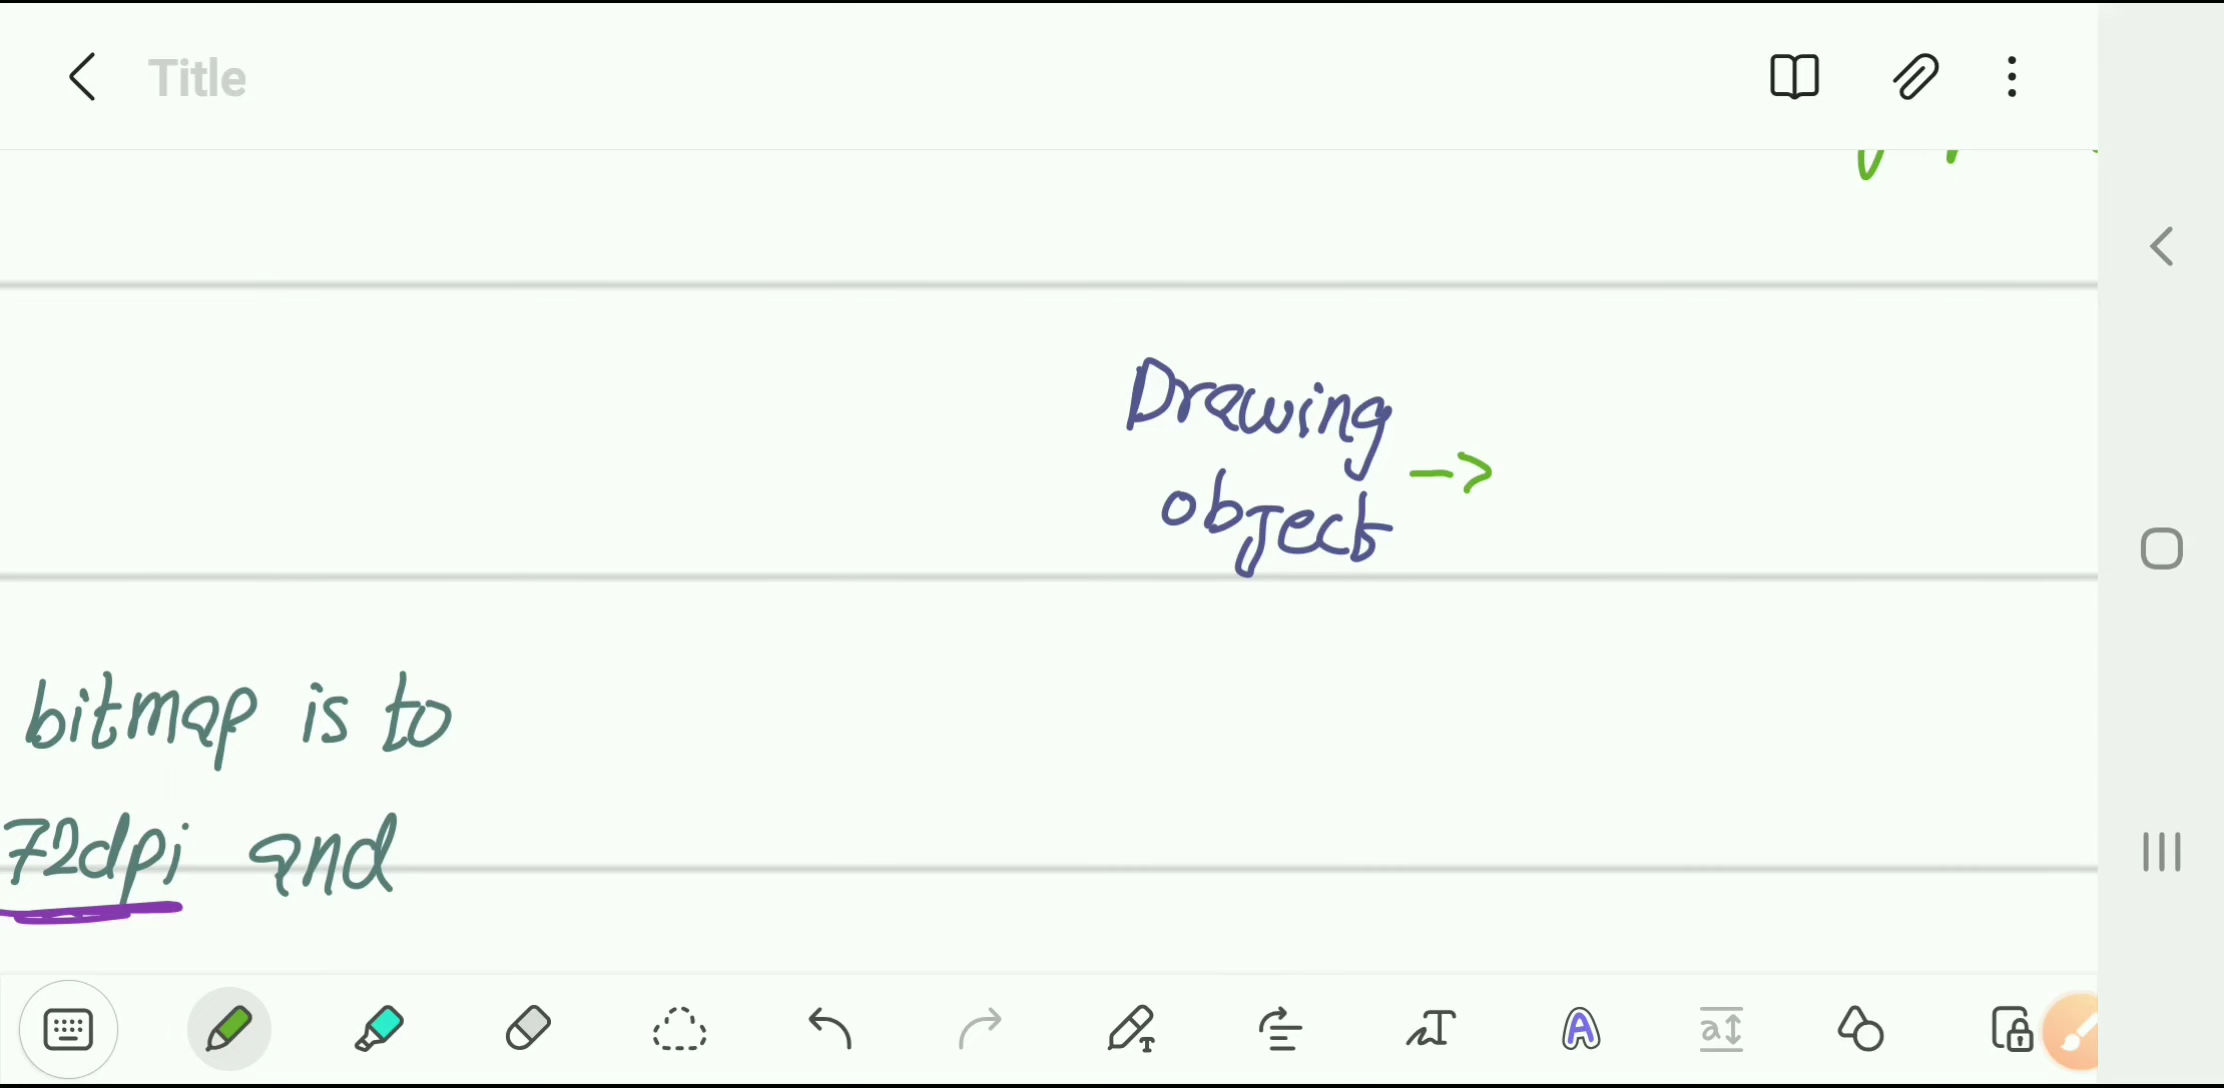 Title
Drawing
object ->
bitmap is to
72dpi and